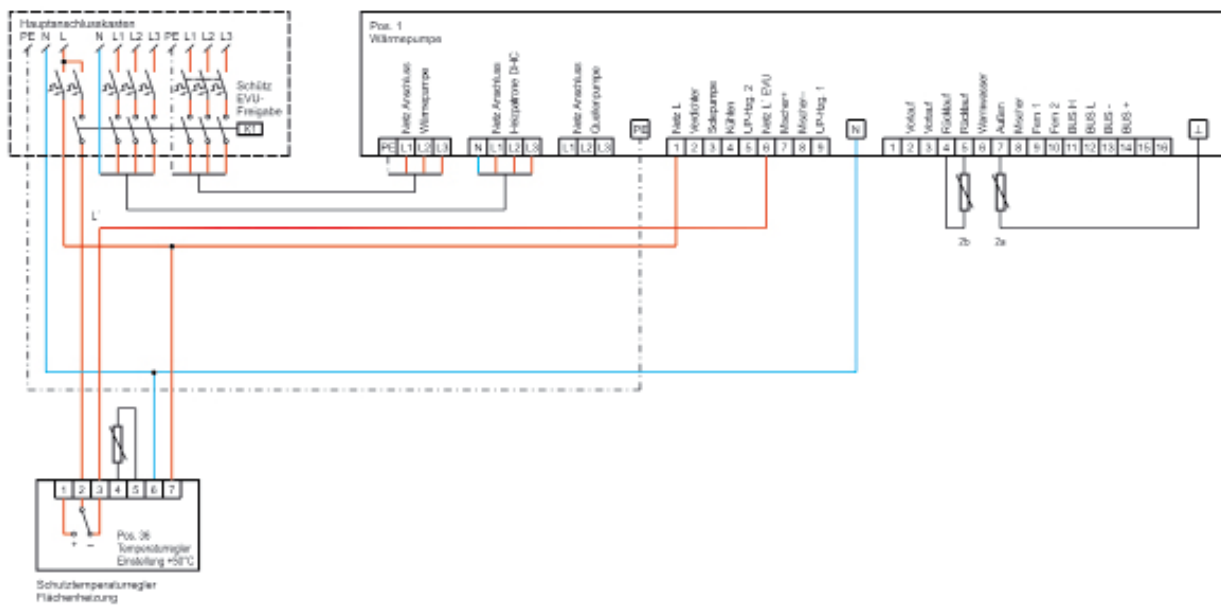 Hauptanschlusskasten
PE N L N L1 L2 L3 PE L1 L2 L3
Schütz
EVU-
Freigabe
K1
Pos. 1
Wärmepumpe
Netz Anschluss
Wärmepumpe
Netz Anschluss
Heizpatrone DHC
Netz Anschluss
Quellenpumpe
PE L1 L2 L3
N L1 L2 L3
L1 L2 L3
PE
Netz L
Verdichter
Solepumpe
Kühlen
UP-Hzg. 2
Netz L' EVU
Mischer+
Mischer–
UP-Hzg. 1
1 2 3 4 5 6 7 8 9
N
Vorlauf
Vorlauf
Rücklauf
Rücklauf
Warmwasser
Außen
Mischer
Fern 1
Fern 2
BUS H
BUS L
BUS -
BUS +
1 2 3 4 5 6 7 8 9 10 11 12 13 14 15 16
⊥
L'
2b 2a
1 2 3 4 5 6 7
+ –
Pos. 36
Temperaturregler
Einstellung +50°C
Schutztemperaturregler
Flächenheizung